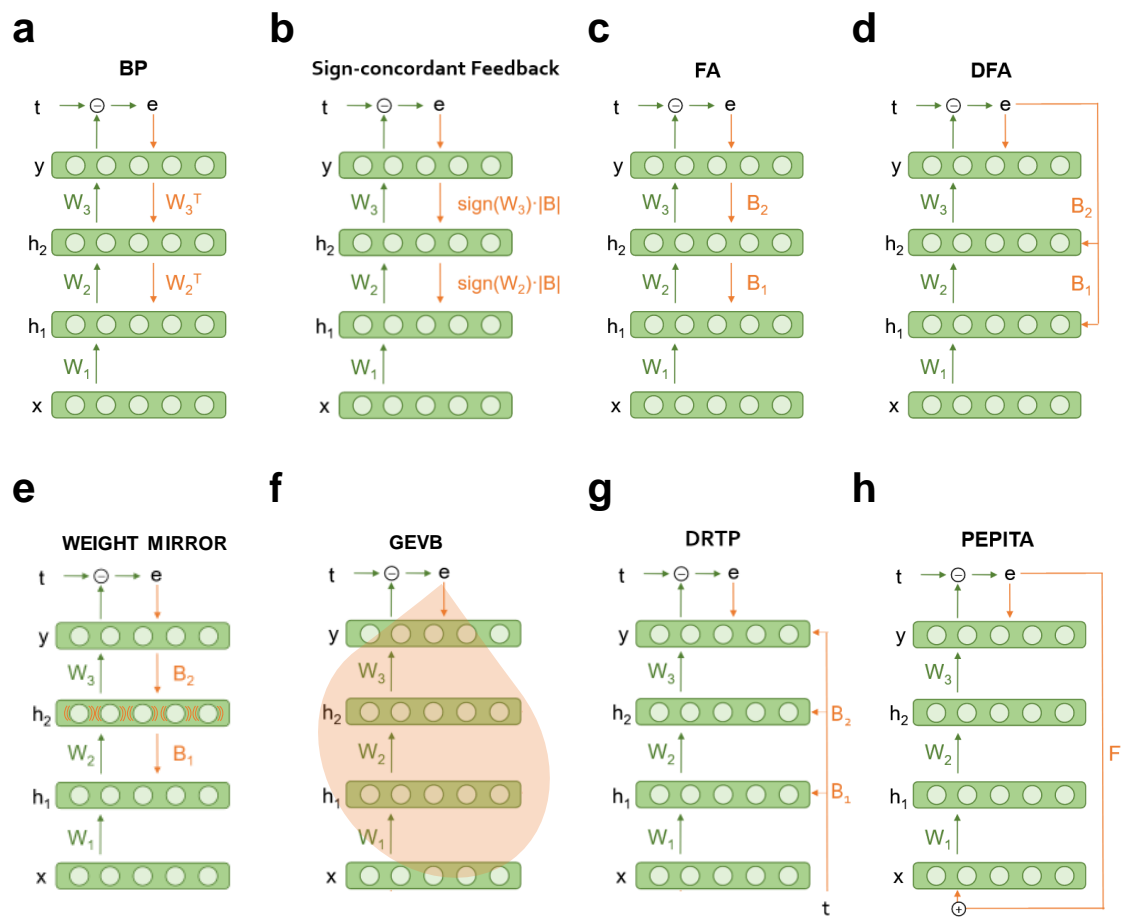 a
BP
t − e
y
W₃ W₃ᵀ
h₂
W₂ W₂ᵀ
h₁
W₁
x
b
Sign-concordant Feedback
t − e
y
W₃ sign(W₃)·|B|
h₂
W₂ sign(W₂)·|B|
h₁
W₁
x
c
FA
t − e
y
W₃ B₂
h₂
W₂ B₁
h₁
W₁
x
d
DFA
t − e
y
W₃ B₂
h₂
W₂ B₁
h₁
W₁
x
e
WEIGHT MIRROR
t − e
y
W₃ B₂
h₂
W₂ B₁
h₁
W₁
x
f
GEVB
t − e
y
W₃
h₂
W₂
h₁
W₁
x
g
DRTP
t − e
y
W₃
h₂ B₂
W₂
h₁ B₁
W₁
x
t
h
PEPITA
t − e
y
W₃
h₂
W₂ F
h₁
W₁
x
+